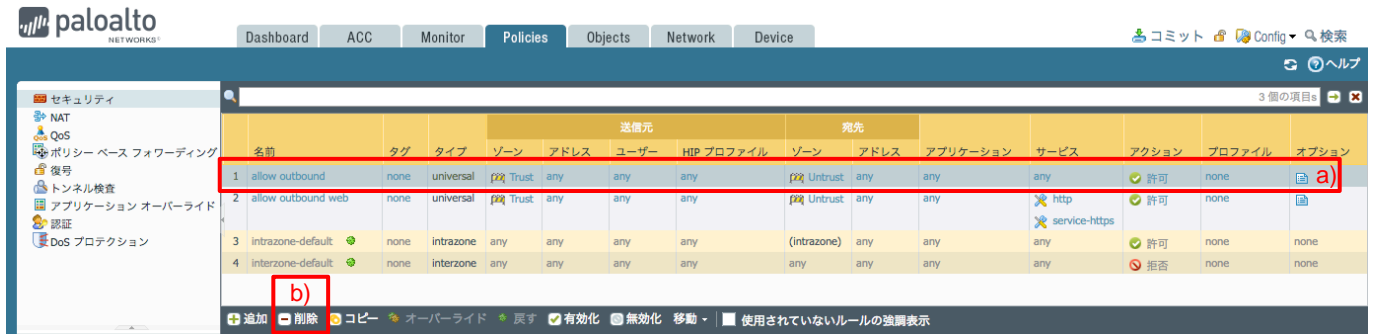 paloalto
NETWORKS®
Dashboard ACC Monitor Policies Objects Network Device
コミット Config 検索
ヘルプ
セキュリティ
NAT
QoS
ポリシー ベース フォワーディング
復号
トンネル検査
アプリケーション オーバーライド
認証
DoS プロテクション
3 個の項目s
送信元 宛先
名前 タグ タイプ ゾーン アドレス ユーザー HIP プロファイル ゾーン アドレス アプリケーション サービス アクション プロファイル オプション
1 allow outbound none universal Trust any any any Untrust any any any 許可 none a)
2 allow outbound web none universal Trust any any any Untrust any any http 許可 none
service-https
3 intrazone-default none intrazone any any any any (intrazone) any any any 許可 none none
4 interzone-default none interzone any any any any any any any any 拒否 none none
b)
追加 削除 コピー オーバーライド 戻す 有効化 無効化 移動 使用されていないルールの強調表示